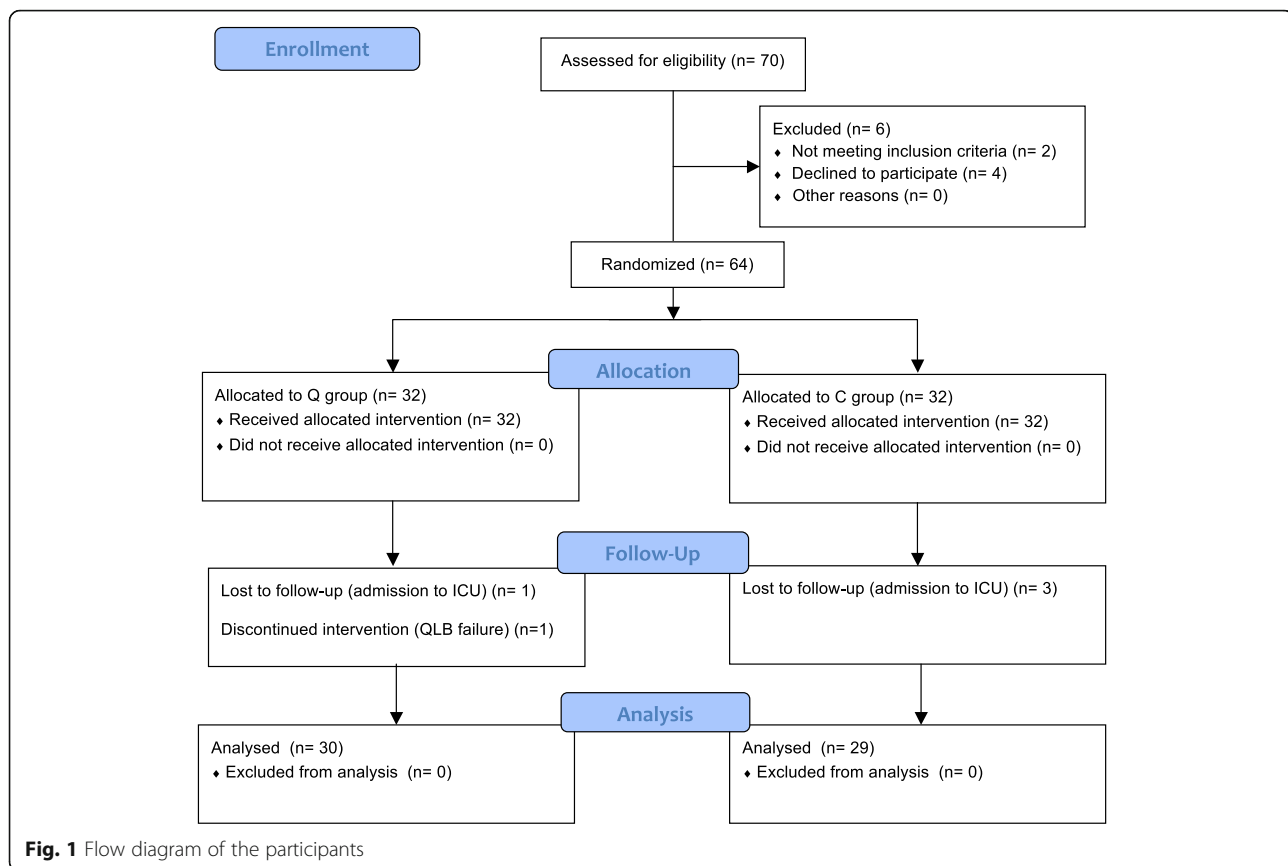 Enrollment
Assessed for eligibility (n= 70)
Excluded (n= 6)
♦ Not meeting inclusion criteria (n= 2)
♦ Declined to participate (n= 4)
♦ Other reasons (n= 0)
Randomized (n= 64)
Allocation
Allocated to Q group (n= 32)
♦ Received allocated intervention (n= 32)
♦ Did not receive allocated intervention (n= 0)
Allocated to C group (n= 32)
♦ Received allocated intervention (n= 32)
♦ Did not receive allocated intervention (n= 0)
Follow-Up
Lost to follow-up (admission to ICU) (n= 1)
Discontinued intervention (QLB failure) (n=1)
Lost to follow-up (admission to ICU) (n= 3)
Analysis
Analysed (n= 30)
♦ Excluded from analysis (n= 0)
Analysed (n= 29)
♦ Excluded from analysis (n= 0)
Fig. 1 Flow diagram of the participants